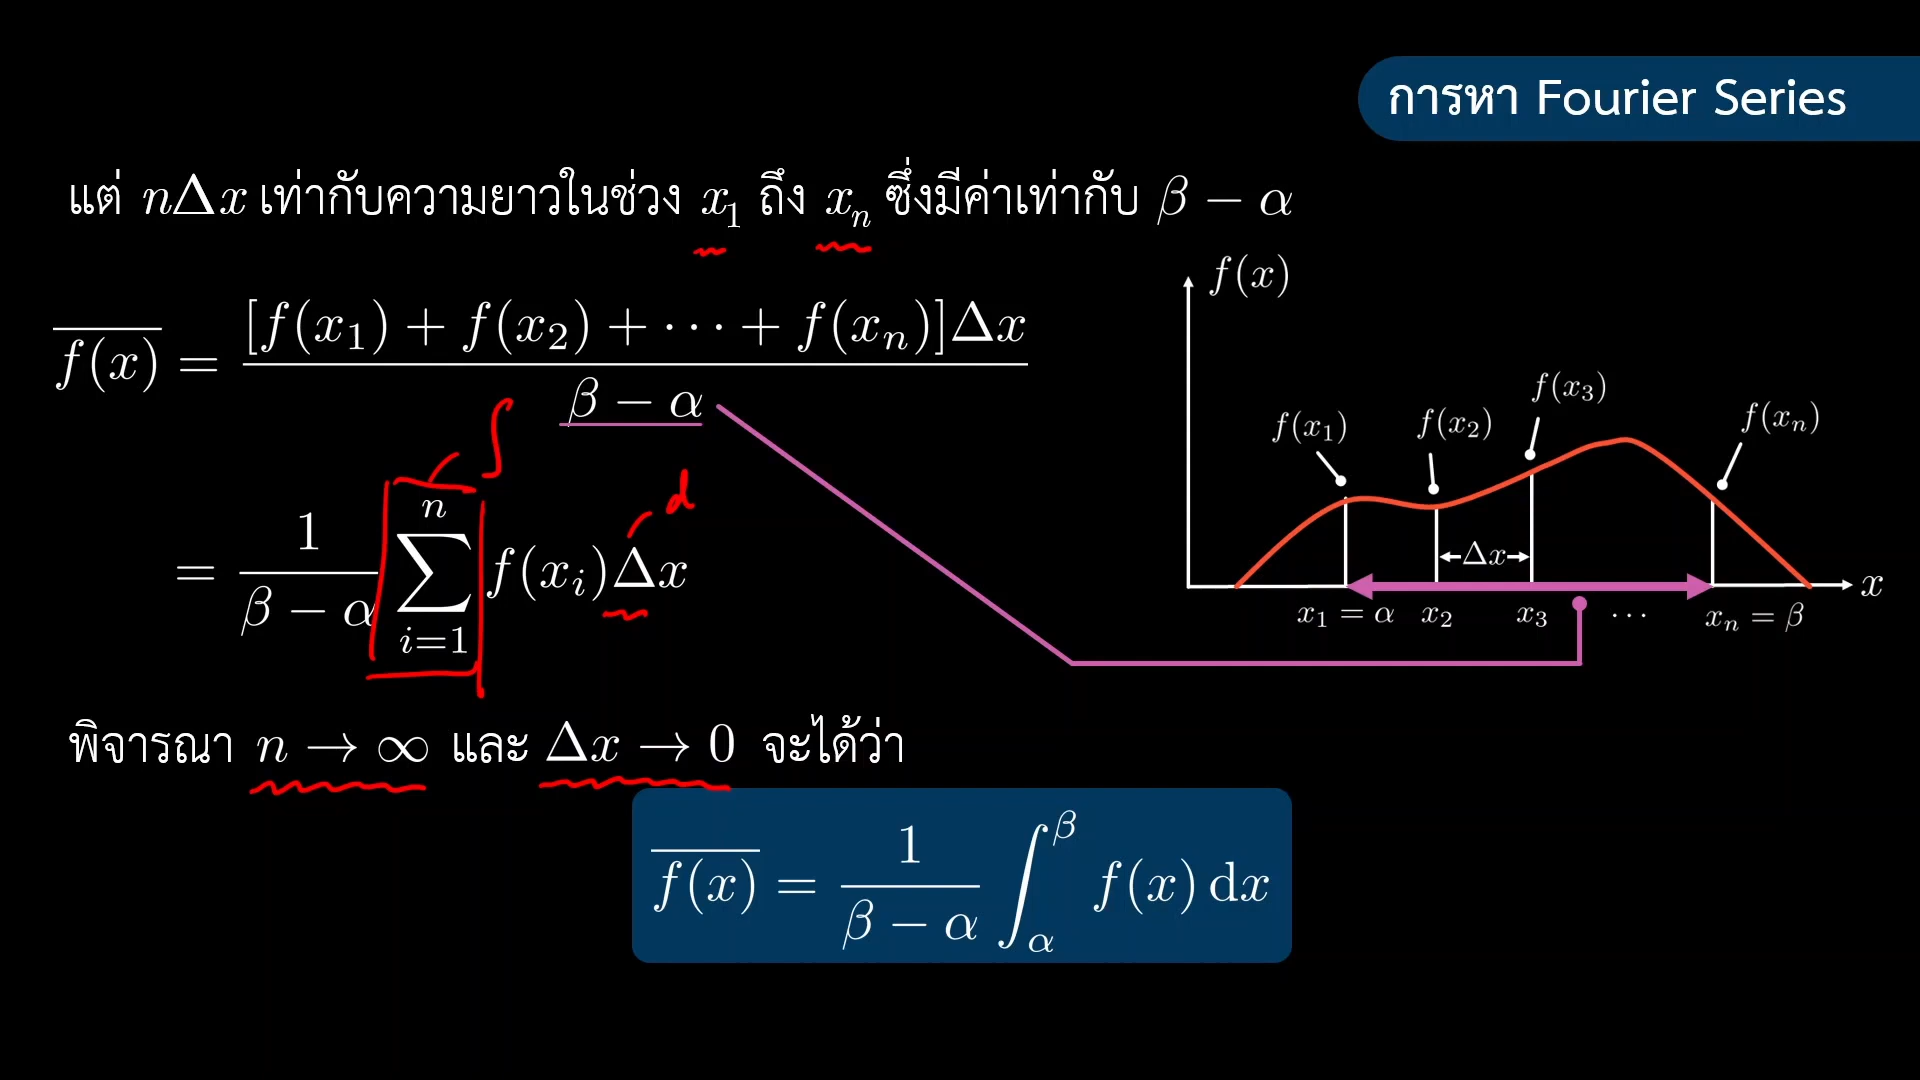 การหา Fourier Series
แต่ nΔx เท่ากับความยาวในช่วง x₁ ถึง xₙ ซึ่งมีค่าเท่ากับ β − α
f(x)
[f(x₁) + f(x₂) + ⋯ + f(xₙ)]Δx
f(x)‾ =
β − α
f(x₁) f(x₂) f(x₃) f(xₙ)
∫
d
1/(β − α) = ∑ⁿᵢ₌₁ f(xᵢ)Δx
Δx
x
x₁ = α x₂ x₃ ⋯ xₙ = β
พิจารณา n → ∞ และ Δx → 0 จะได้ว่า
f(x)‾ = 1/(β − α) ∫_α^β f(x) dx